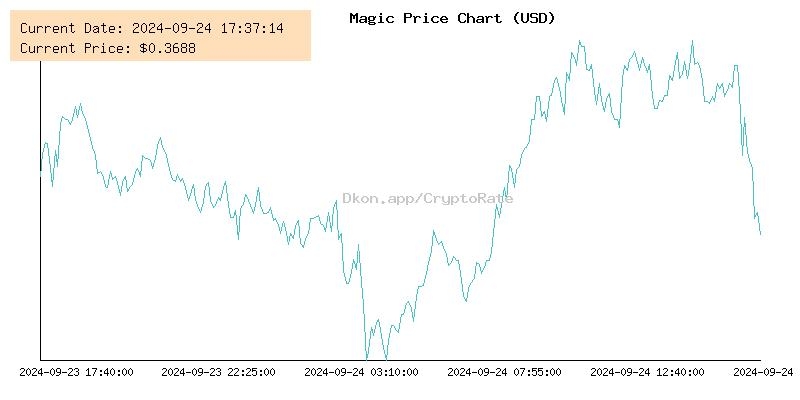 Magic Price Chart (USD)
Current Date: 2024-09-24 17:37:14
Current Price: $0.3688
Dkon.app/CryptoRate
2024-09-23 17:40:00
2024-09-23 22:25:00
2024-09-24 03:10:00
2024-09-24 07:55:00
2024-09-24 12:40:00
2024-09-24